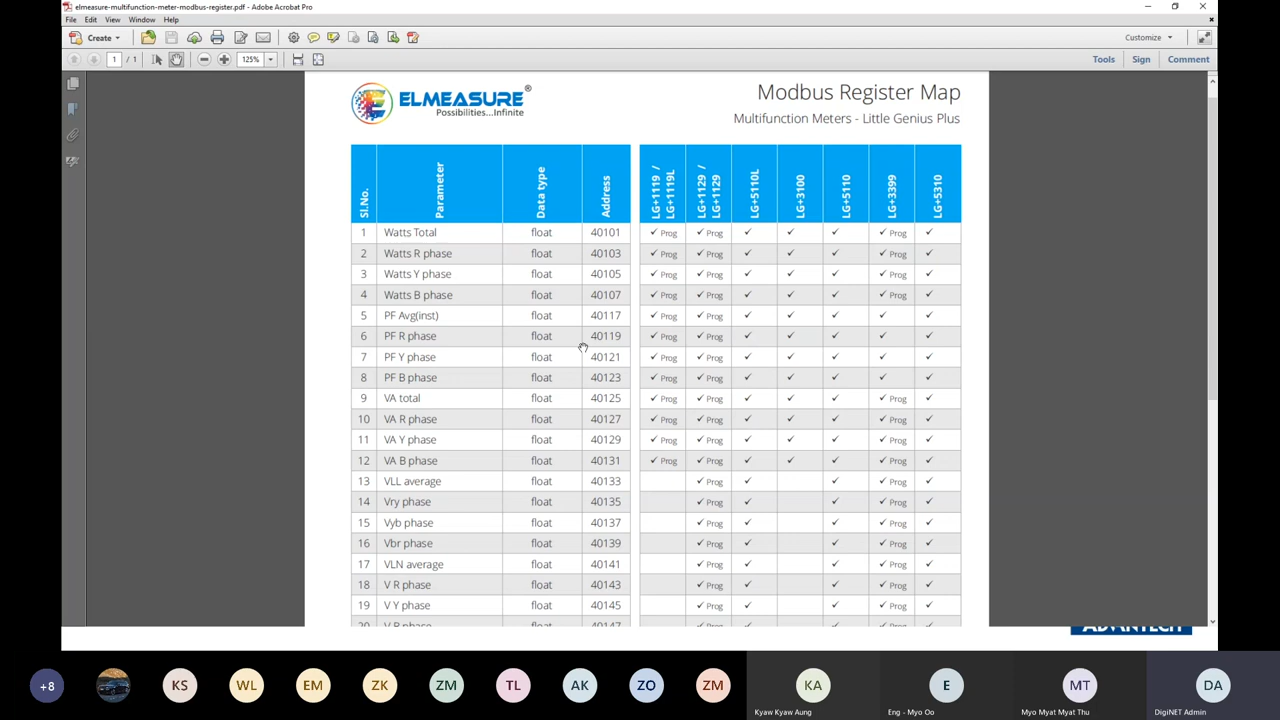 elmeasure-multifunction-meter-modbus-register.pdf - Adobe Acrobat Pro
File Edit View Window Help
Create Customize
1 / 1 125% Tools Sign Comment
ELMEASURE®
Possibilities...Infinite
Modbus Register Map
Multifunction Meters - Little Genius Plus
Sl.No. Parameter Data type Address LG+1119 / LG+1119L LG+1129 / LG+1129 LG+5110L LG+3100 LG+5110 LG+3399 LG+5310
1 Watts Total float 40101 ✓ Prog ✓ Prog ✓ ✓ ✓ ✓ Prog ✓
2 Watts R phase float 40103 ✓ Prog ✓ Prog ✓ ✓ ✓ ✓ Prog ✓
3 Watts Y phase float 40105 ✓ Prog ✓ Prog ✓ ✓ ✓ ✓ Prog ✓
4 Watts B phase float 40107 ✓ Prog ✓ Prog ✓ ✓ ✓ ✓ Prog ✓
5 PF Avg(inst) float 40117 ✓ Prog ✓ Prog ✓ ✓ ✓ ✓ ✓
6 PF R phase float 40119 ✓ Prog ✓ Prog ✓ ✓ ✓ ✓ ✓
7 PF Y phase float 40121 ✓ Prog ✓ Prog ✓ ✓ ✓ ✓ ✓
8 PF B phase float 40123 ✓ Prog ✓ Prog ✓ ✓ ✓ ✓ ✓
9 VA total float 40125 ✓ Prog ✓ Prog ✓ ✓ ✓ ✓ Prog ✓
10 VA R phase float 40127 ✓ Prog ✓ Prog ✓ ✓ ✓ ✓ Prog ✓
11 VA Y phase float 40129 ✓ Prog ✓ Prog ✓ ✓ ✓ ✓ Prog ✓
12 VA B phase float 40131 ✓ Prog ✓ Prog ✓ ✓ ✓ ✓ Prog ✓
13 VLL average float 40133 ✓ Prog ✓ ✓ ✓ Prog ✓
14 Vry phase float 40135 ✓ Prog ✓ ✓ ✓ Prog ✓
15 Vyb phase float 40137 ✓ Prog ✓ ✓ ✓ Prog ✓
16 Vbr phase float 40139 ✓ Prog ✓ ✓ ✓ Prog ✓
17 VLN average float 40141 ✓ Prog ✓ ✓ ✓ Prog ✓
18 V R phase float 40143 ✓ Prog ✓ ✓ ✓ Prog ✓
19 V Y phase float 40145 ✓ Prog ✓ ✓ ✓ Prog ✓
20 V B phase float 40147 ✓ Prog ✓ ✓ ✓ Prog ✓
ADVANTECH
+8 KS WL EM ZK ZM TL AK ZO ZM KA E MT DA
Kyaw Kyaw Aung Eng - Myo Oo Myo Myat Myat Thu DigiNET Admin